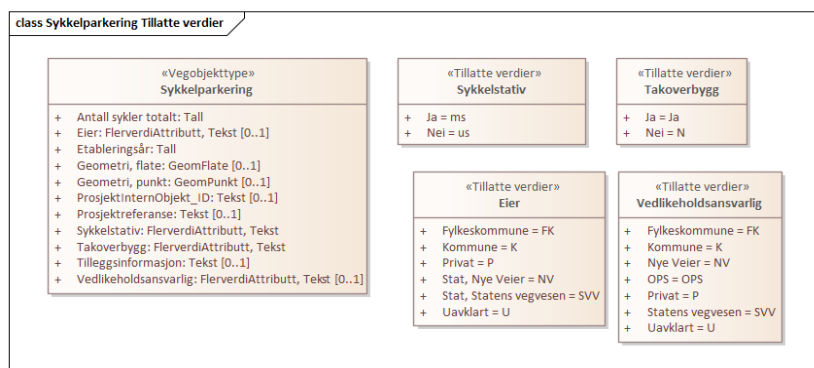 class Sykkelparkering Tillatte verdier
«Vegobjekttype»
Sykkelparkering
+ Antall sykler totalt: Tall
+ Eier: FlerverdiAttributt, Tekst [0..1]
+ Etableringsår: Tall
+ Geometri, flate: GeomFlate [0..1]
+ Geometri, punkt: GeomPunkt [0..1]
+ ProsjektInternObjekt_ID: Tekst [0..1]
+ Prosjektreferanse: Tekst [0..1]
+ Sykkelstativ: FlerverdiAttributt, Tekst
+ Takoverbygg: FlerverdiAttributt, Tekst
+ Tilleggsinformasjon: Tekst [0..1]
+ Vedlikeholdsansvarlig: FlerverdiAttributt, Tekst [0..1]
«Tillatte verdier»
Sykkelstativ
+ Ja = ms
+ Nei = us
«Tillatte verdier»
Takoverbygg
+ Ja = Ja
+ Nei = N
«Tillatte verdier»
Eier
+ Fylkeskommune = FK
+ Kommune = K
+ Privat = P
+ Stat, Nye Veier = NV
+ Stat, Statens vegvesen = SVV
+ Uavklart = U
«Tillatte verdier»
Vedlikeholdsansvarlig
+ Fylkeskommune = FK
+ Kommune = K
+ Nye Veier = NV
+ OPS = OPS
+ Privat = P
+ Statens vegvesen = SVV
+ Uavklart = U